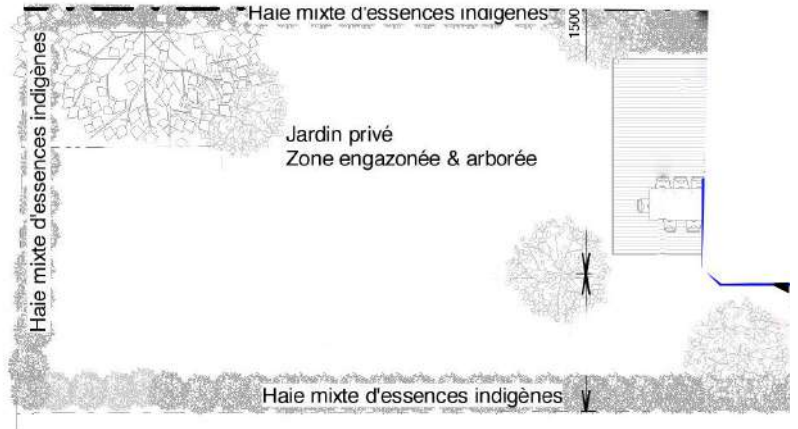 Haie mixte d'essences indigènes
1500
Haie mixte d'essences indigènes
Jardin privé
Zone engazonée & arborée
Haie mixte d'essences indigènes